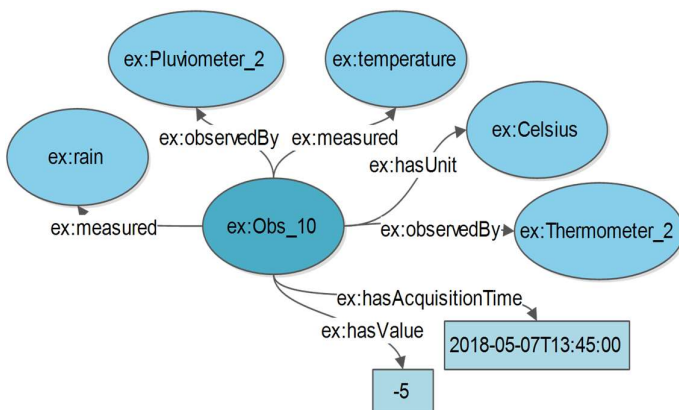 ex:Pluviometer_2
ex:temperature
ex:observedBy
ex:measured
ex:Celsius
ex:rain
ex:hasUnit
ex:measured
ex:Obs_10
ex:observedBy
ex:Thermometer_2
ex:hasAcquisitionTime
ex:hasValue
2018-05-07T13:45:00
-5